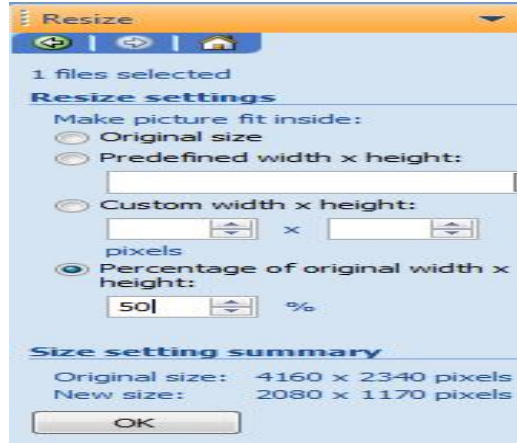 Resize
1 files selected
Resize settings
Make picture fit inside:
Original size
Predefined width x height:
Custom width x height:
x
pixels
Percentage of original width x
height:
50 %
Size setting summary
Original size: 4160 x 2340 pixels
New size: 2080 x 1170 pixels
OK